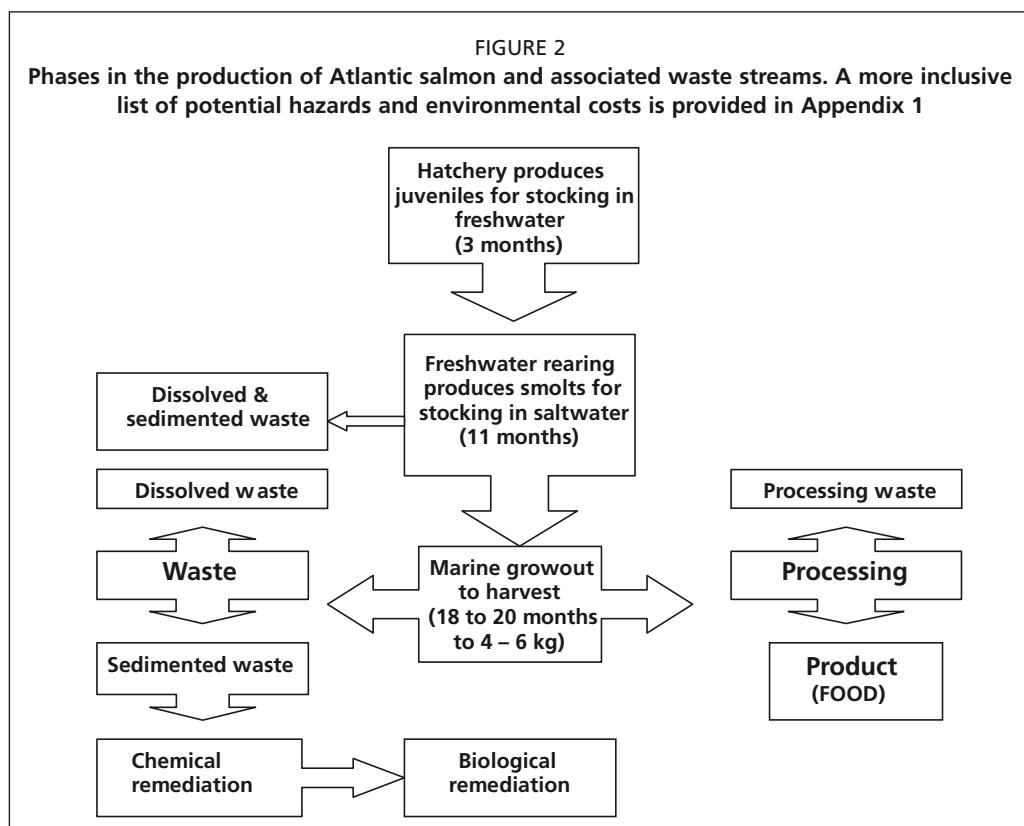 FIGURE 2
Phases in the production of Atlantic salmon and associated waste streams. A more inclusive
list of potential hazards and environmental costs is provided in Appendix 1
Hatchery produces
juveniles for stocking in
freshwater
(3 months)
Freshwater rearing
produces smolts for
stocking in saltwater
(11 months)
Dissolved &
sedimented waste
Dissolved waste
Processing waste
Waste
Marine growout
to harvest
(18 to 20 months
to 4 – 6 kg)
Processing
Sedimented waste
Product
(FOOD)
Chemical
remediation
Biological
remediation